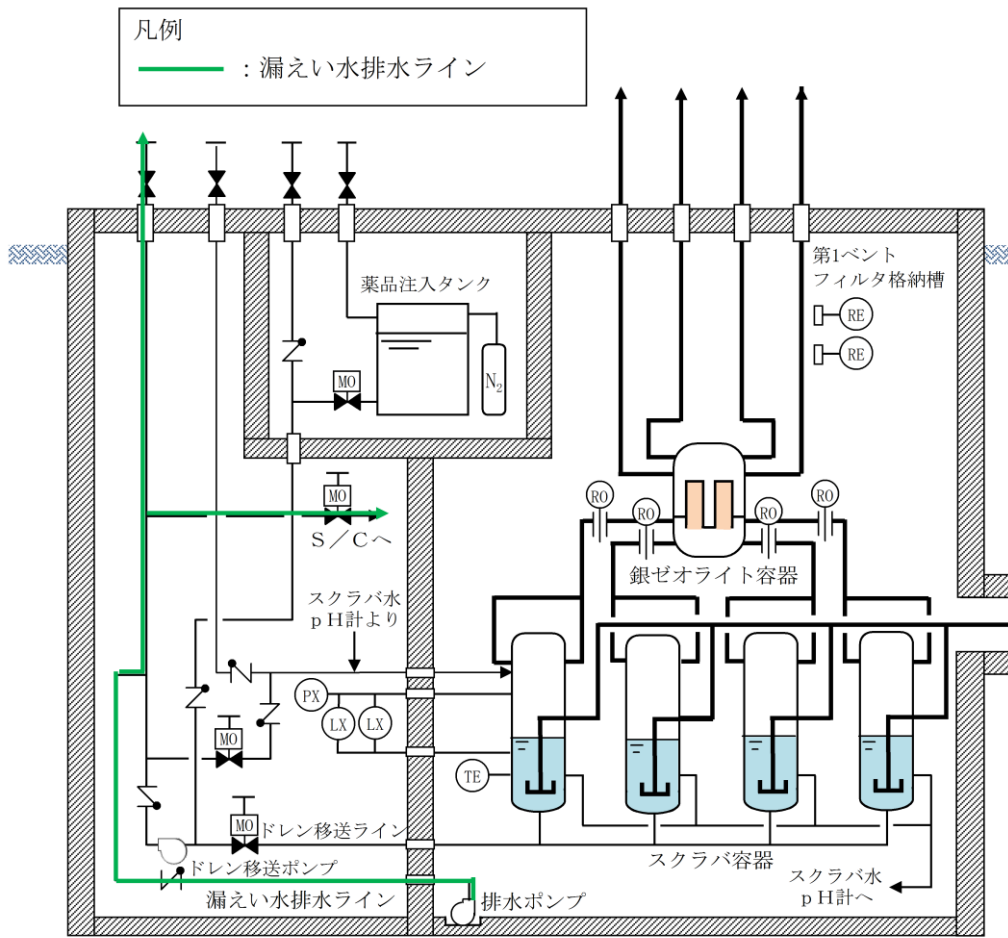 凡例
：漏えい水排水ライン
第1ベント
フィルタ格納槽
RE
RE
薬品注入タンク
MO
N2
MO
S／Cへ
RO
RO
RO
RO
銀ゼオライト容器
スクラバ水
pH計より
PX
LX
LX
MO
TE
MO
ドレン移送ライン
ドレン移送ポンプ
スクラバ容器
漏えい水排水ライン
排水ポンプ
スクラバ水
pH計へ